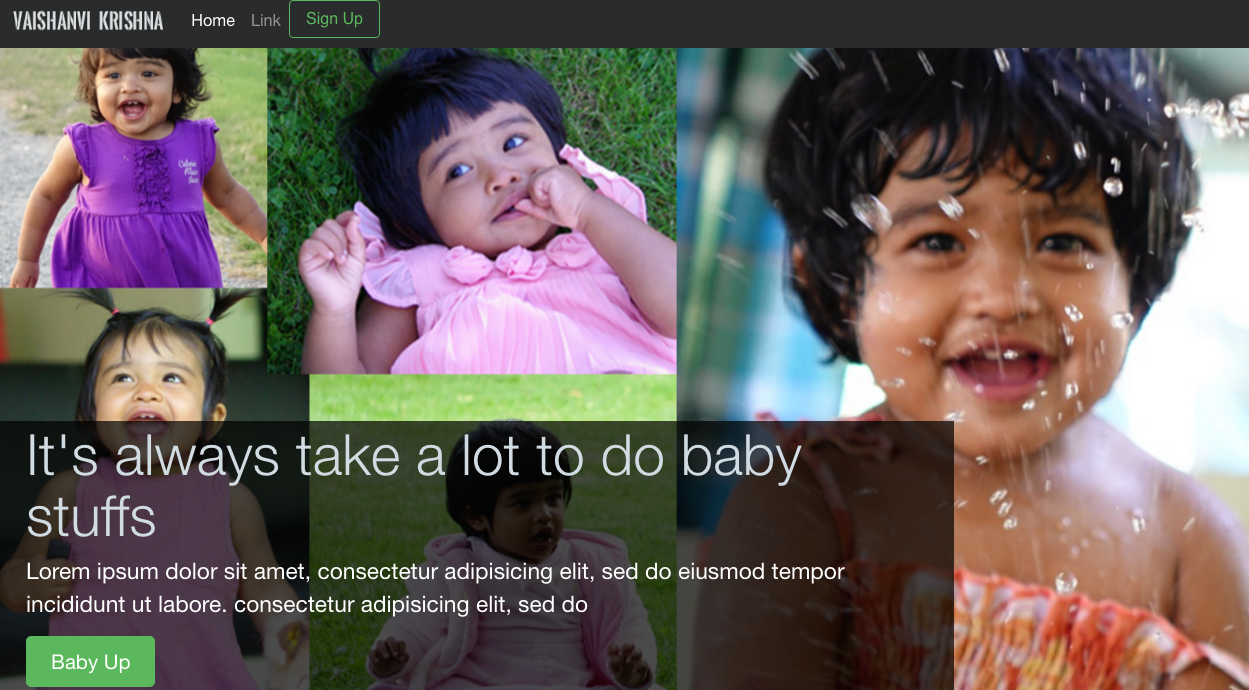 VAISHANVI KRISHNA Home Link Sign Up
It's always take a lot to do baby
stuffs
Lorem ipsum dolor sit amet, consectetur adipisicing elit, sed do eiusmod tempor
incididunt ut labore. consectetur adipisicing elit, sed do
Baby Up